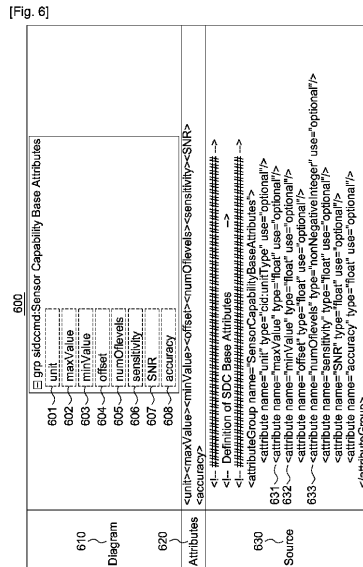 [Fig. 6]
600
610
Diagram
grp sidcomd:Sensor Capability Base Attributes
601 unit
602 maxValue
603 minValue
604 offset
605 numOflevels
606 sensitivity
607 SNR
608 accuracy
620
Attributes
<unit><maxValue><minValue><offset><numOflevels><sensitivity><SNR>
<accuracy>
630
Source
<!-- Definition of SDC Base Attributes -->
<attributeGroup name="SensorCapabilityBaseAttributes">
<attribute name="unit" type="cid:unitType" use="optional"/>
631 <attribute name="maxValue" type="float" use="optional"/>
632 <attribute name="minValue" type="float" use="optional"/>
<attribute name="offset" type="float" use="optional"/>
633 <attribute name="numOflevels" type="nonNegativeInteger" use="optional"/>
<attribute name="sensitivity" type="float" use="optional"/>
<attribute name="SNR" type="float" use="optional"/>
<attribute name="accuracy" type="float" use="optional"/>
</attributeGroup>